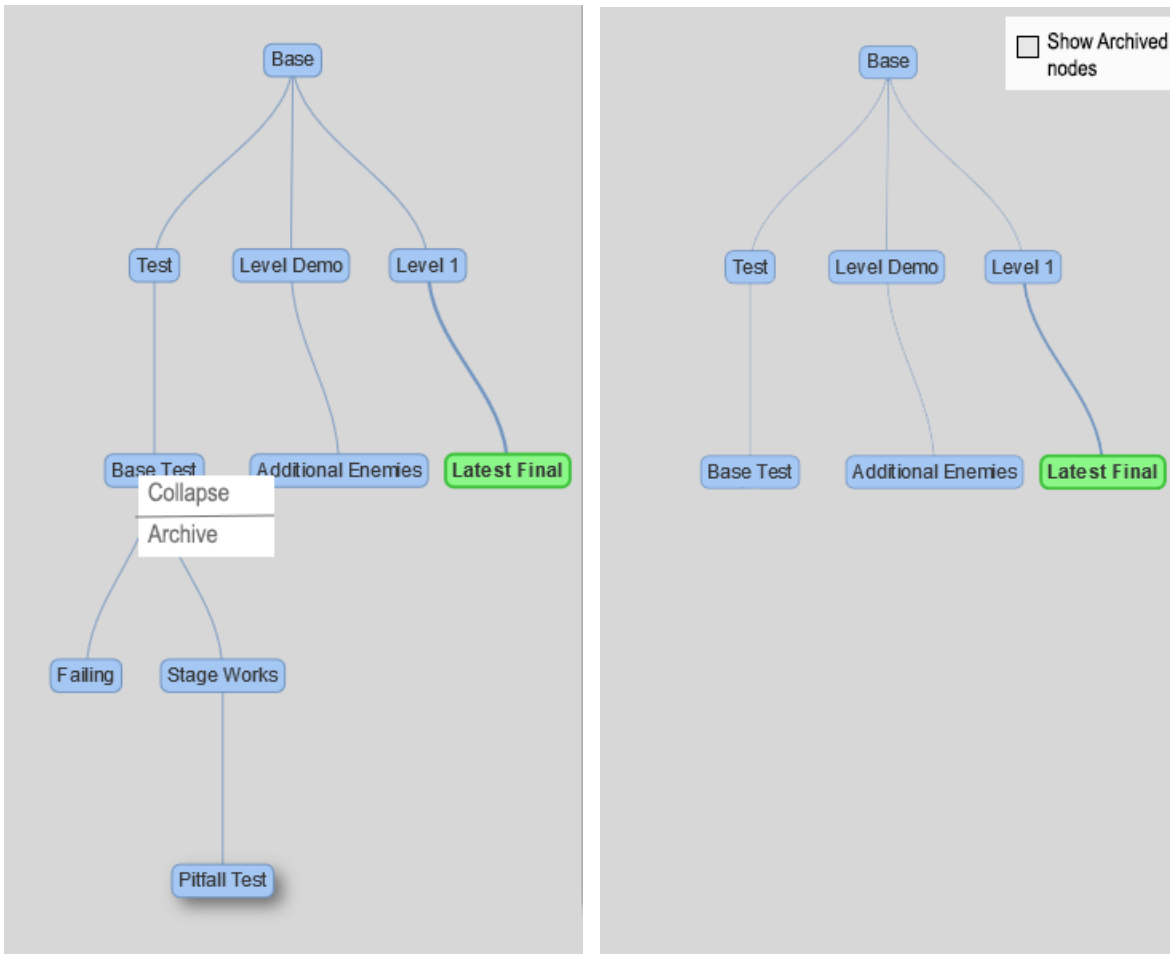 Base
Test
Level Demo
Level 1
Base Test
Additional Enemies
Latest Final
Collapse
Archive
Failing
Stage Works
Pitfall Test
Show Archived
nodes
Base
Test
Level Demo
Level 1
Base Test
Additional Enemies
Latest Final